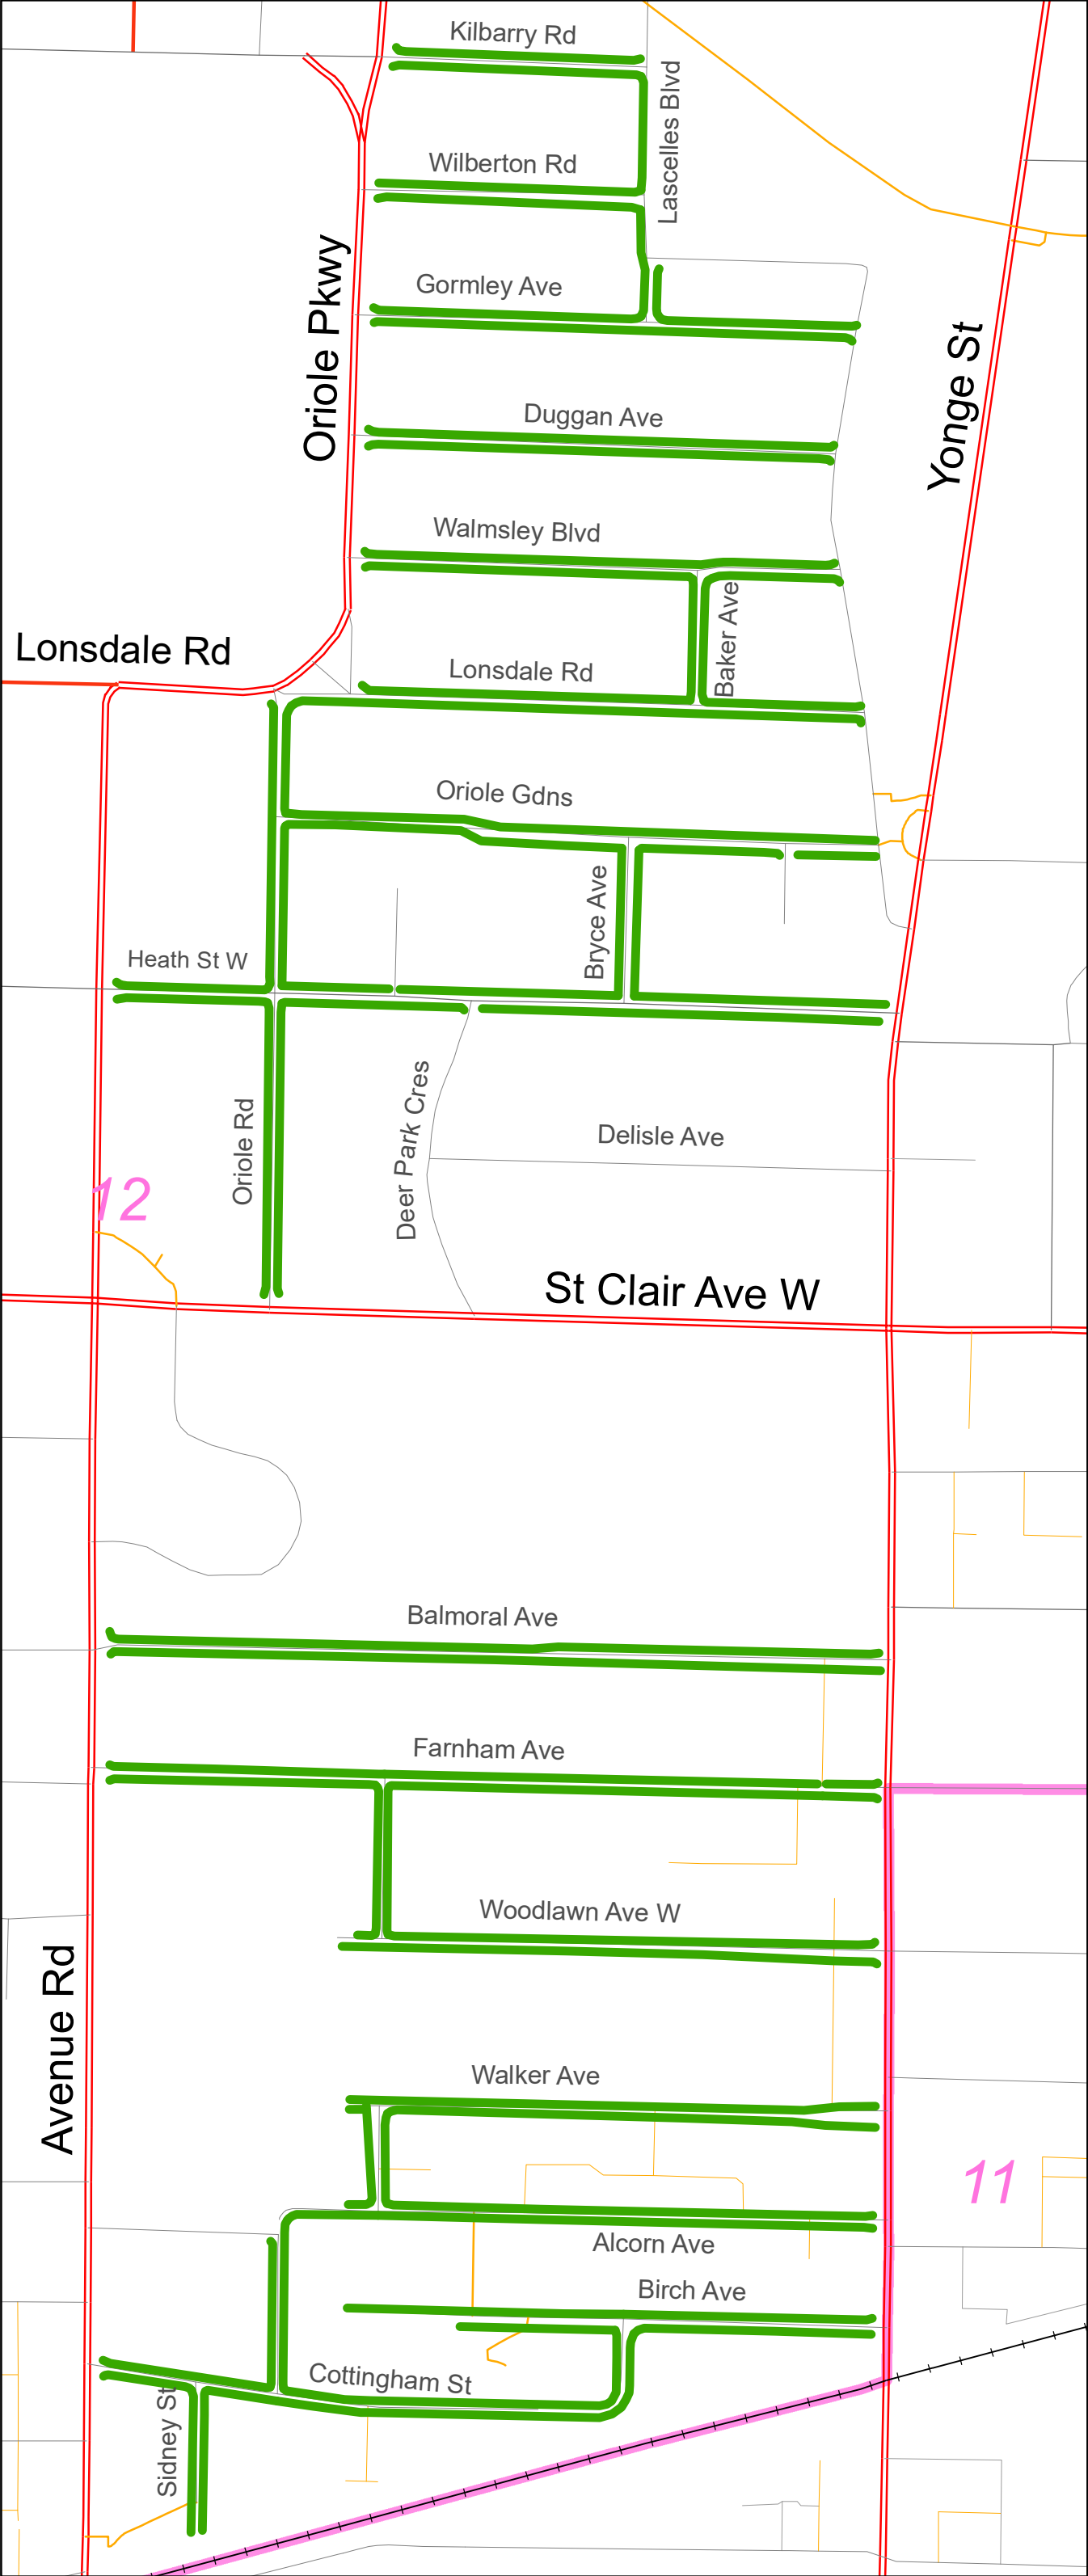 Kilbarry Rd
Lascelles Blvd
Wilberton Rd
Oriole Pkwy
Gormley Ave
Yonge St
Duggan Ave
Walmsley Blvd
Baker Ave
Lonsdale Rd
Lonsdale Rd
Oriole Gdns
Bryce Ave
Heath St W
Oriole Rd
Deer Park Cres
Delisle Ave
12
St Clair Ave W
Balmoral Ave
Farnham Ave
Woodlawn Ave W
Avenue Rd
Walker Ave
11
Alcorn Ave
Birch Ave
Cottingham St
Sidney St